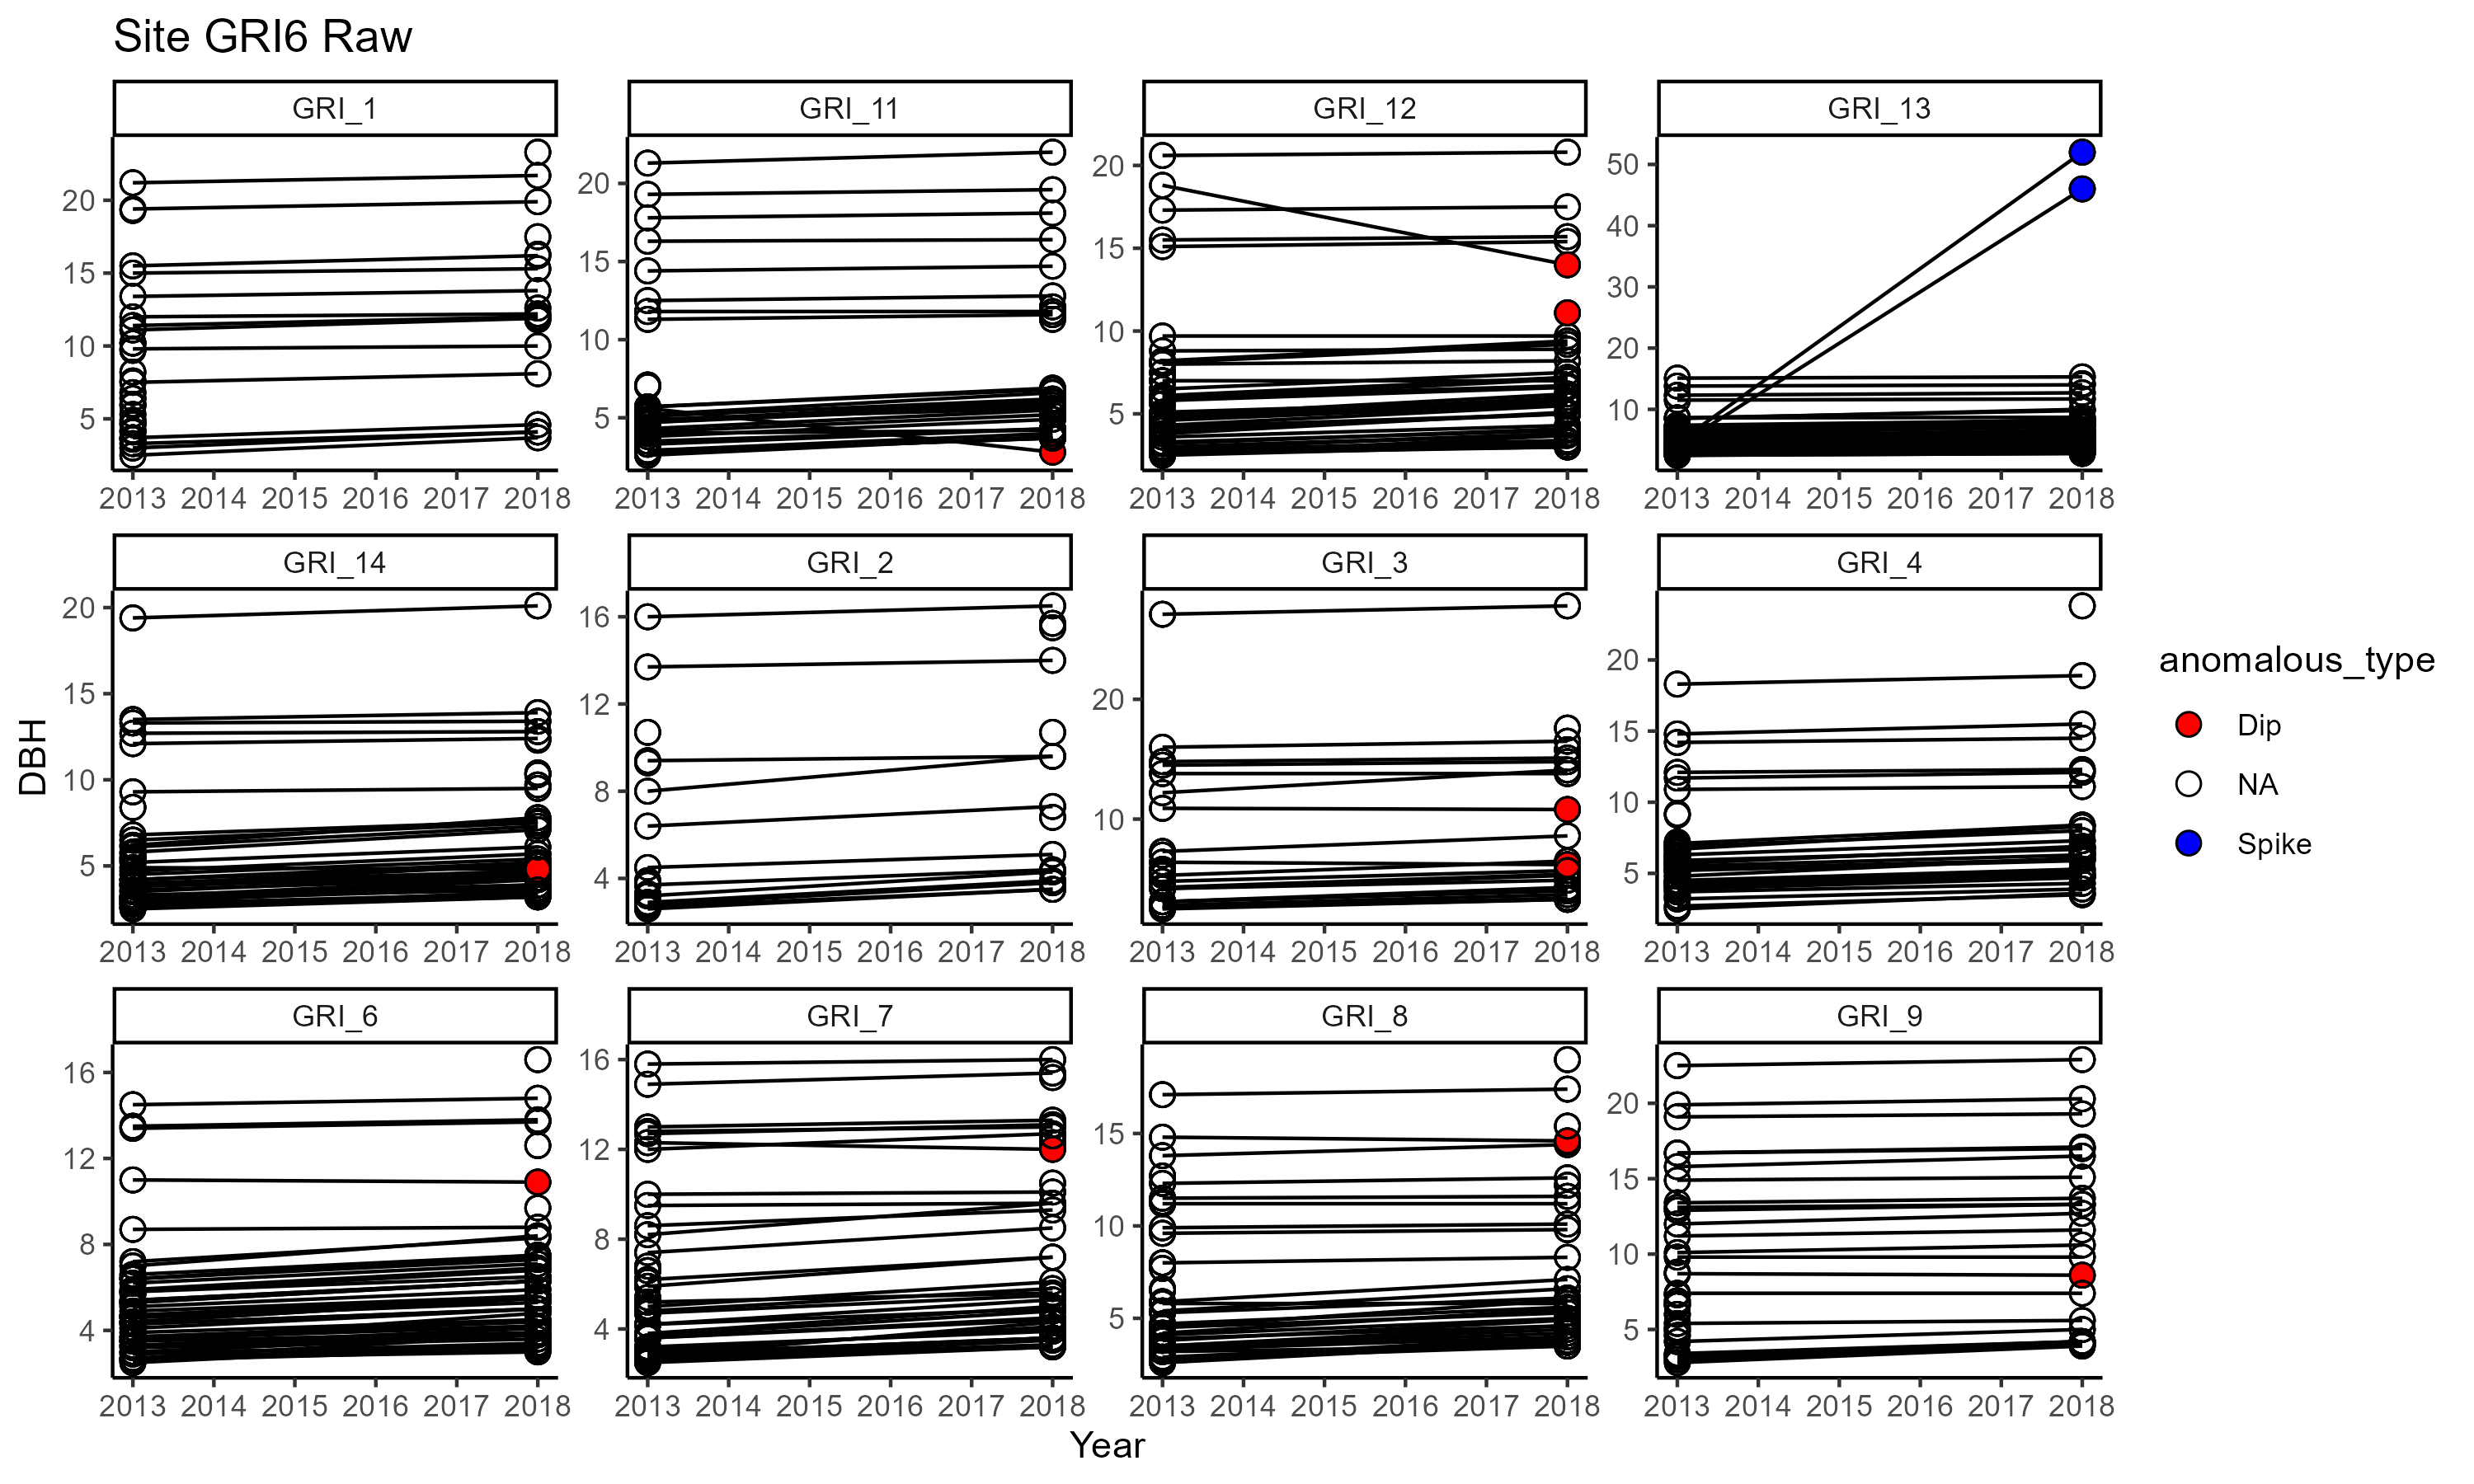 Site GRI6 Raw
GRI_1 GRI_11 GRI_12 GRI_13
20 15 10 5
20 15 10 5
20 15 10 5
50 40 30 20 10
2013 2014 2015 2016 2017 2018 2013 2014 2015 2016 2017 2018 2013 2014 2015 2016 2017 2018 2013 2014 2015 2016 2017 2018
GRI_14 GRI_2 GRI_3 GRI_4
20 15 10 5
16 12 8 4
20 10
20 15 10 5
2013 2014 2015 2016 2017 2018 2013 2014 2015 2016 2017 2018 2013 2014 2015 2016 2017 2018 2013 2014 2015 2016 2017 2018
GRI_6 GRI_7 GRI_8 GRI_9
16 12 8 4
16 12 8 4
15 10 5
20 15 10 5
2013 2014 2015 2016 2017 2018 2013 2014 2015 2016 2017 2018 2013 2014 2015 2016 2017 2018 2013 2014 2015 2016 2017 2018
DBH
Year
anomalous_type
Dip
NA
Spike